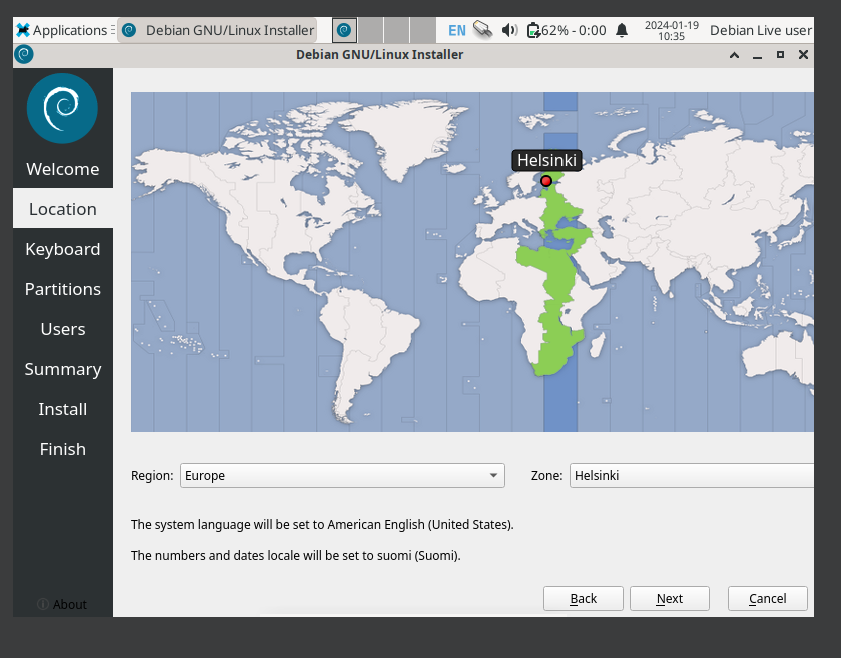 Applications Debian GNU/Linux Installer EN 62% - 0:00 2024-01-19 10:35 Debian Live user
Debian GNU/Linux Installer
Welcome
Location
Keyboard
Partitions
Users
Summary
Install
Finish
About
Helsinki
Region: Europe Zone: Helsinki
The system language will be set to American English (United States).
The numbers and dates locale will be set to suomi (Suomi).
Back Next Cancel